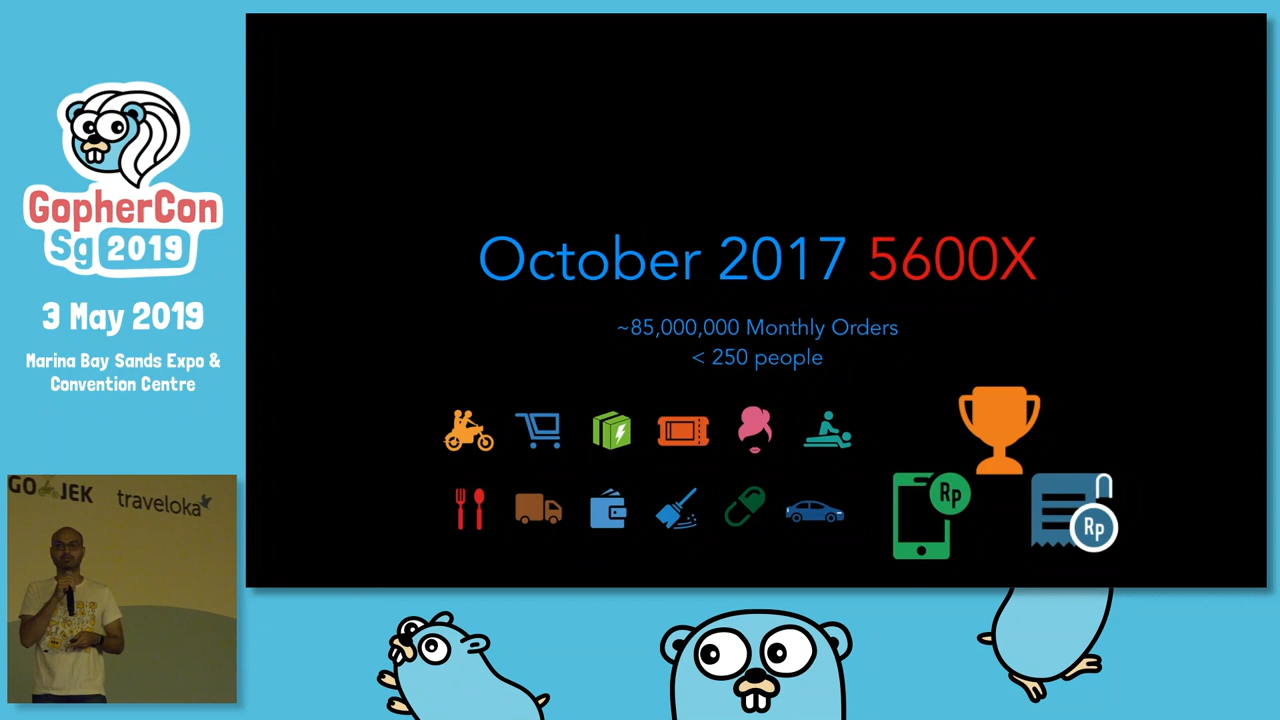 GopherCon
Sg 2019
3 May 2019
Marina Bay Sands Expo &
Convention Centre
GO JEK
traveloka
October 2017 5600X
~85,000,000 Monthly Orders
< 250 people
Rp
Rp